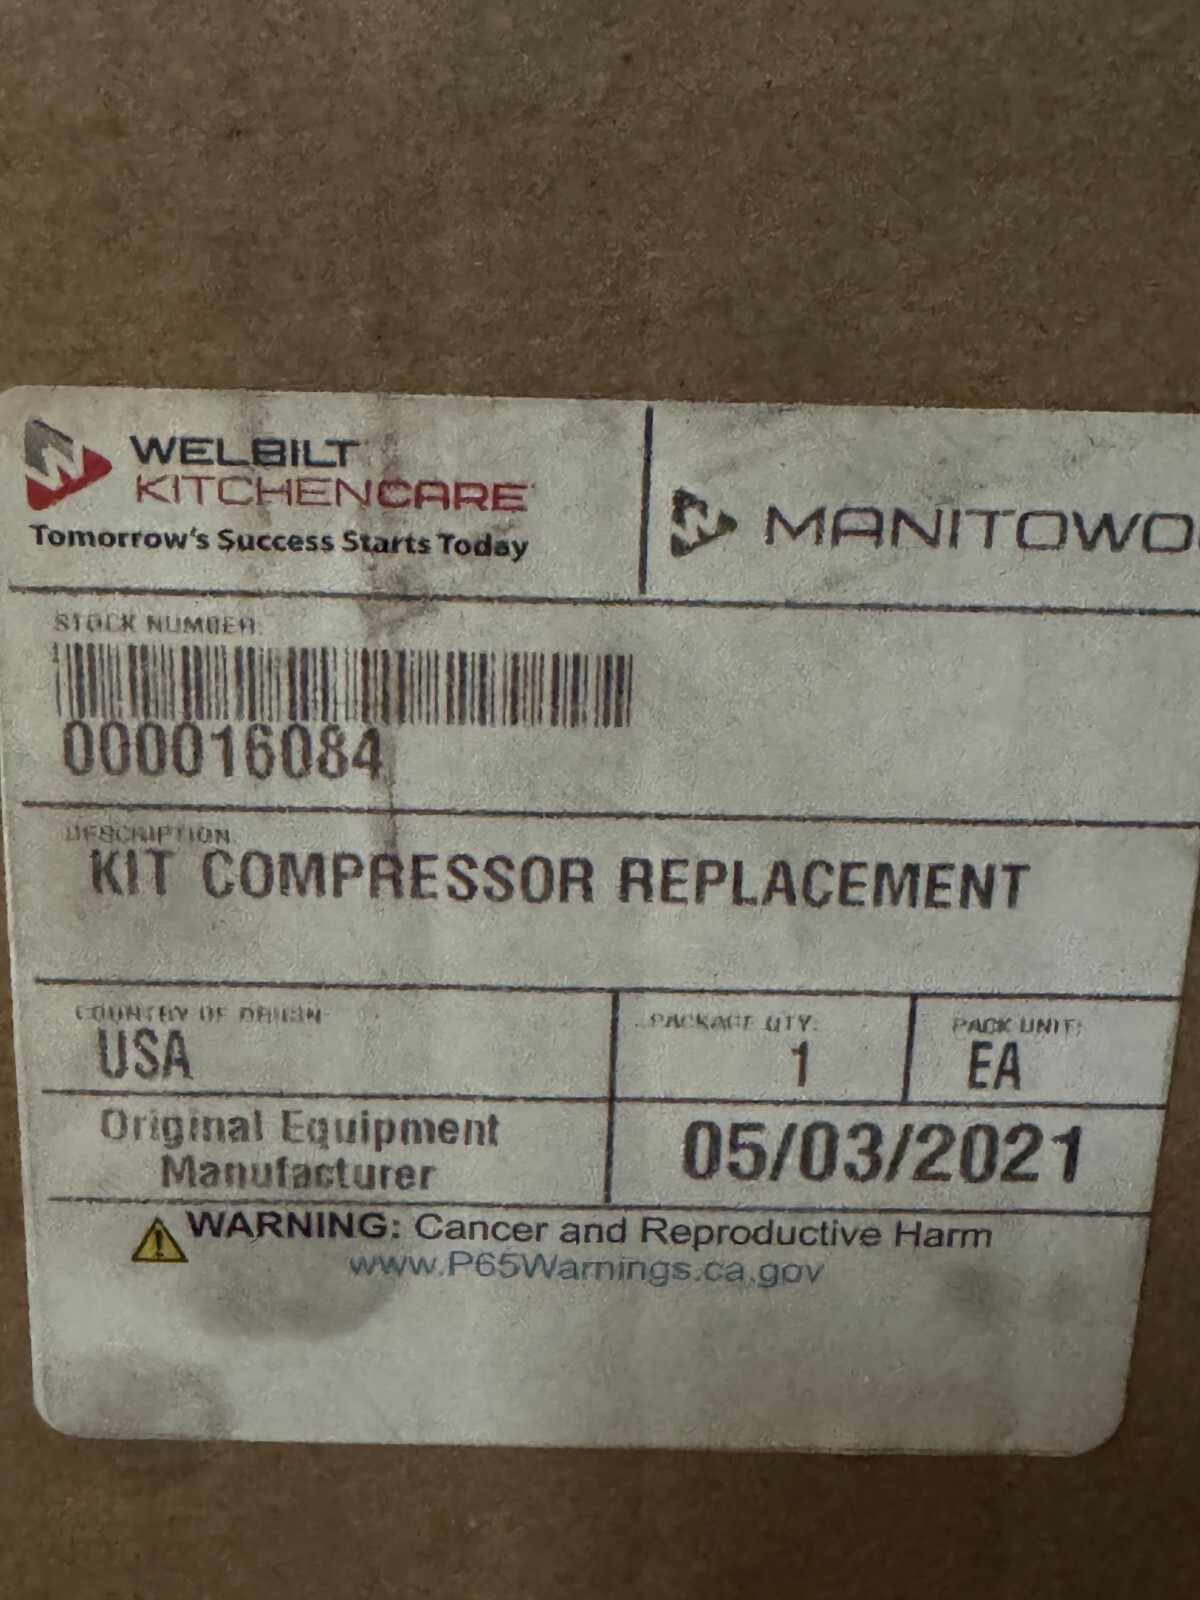 WELBILT
KITCHENCARE
Tomorrow's Success Starts Today
MANITOWO
STOCK NUMBER:
000016084
DESCRIPTION
KIT COMPRESSOR REPLACEMENT
COUNTRY OF ORIGIN
USA
PACKAGE QTY:
1
PACK UNIT:
EA
Original Equipment
Manufacturer
05/03/2021
WARNING: Cancer and Reproductive Harm
www.P65Warnings.ca.gov